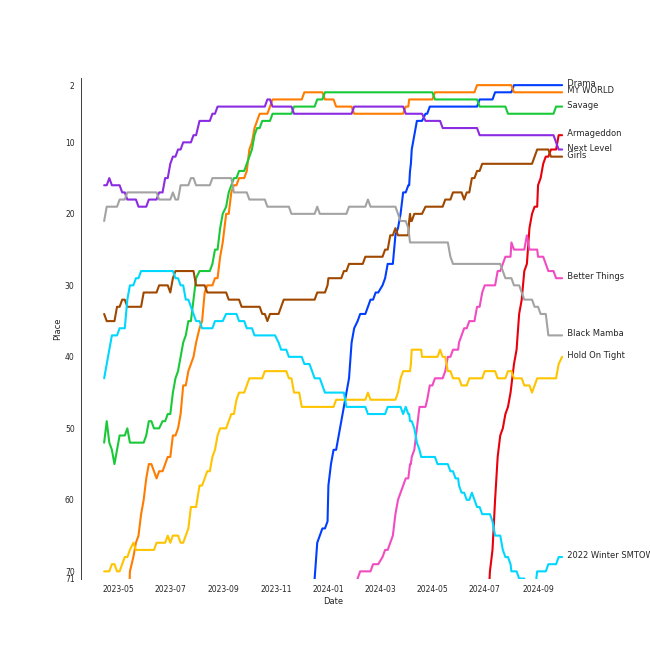 Drama
MY WORLD
Savage
Armageddon
Next Level
Girls
Better Things
Black Mamba
Hold On Tight
2022 Winter SMTOW
2
10
20
30
40
50
60
70
71
Place
2023-05
2023-07
2023-09
2023-11
2024-01
2024-03
2024-05
2024-07
2024-09
Date